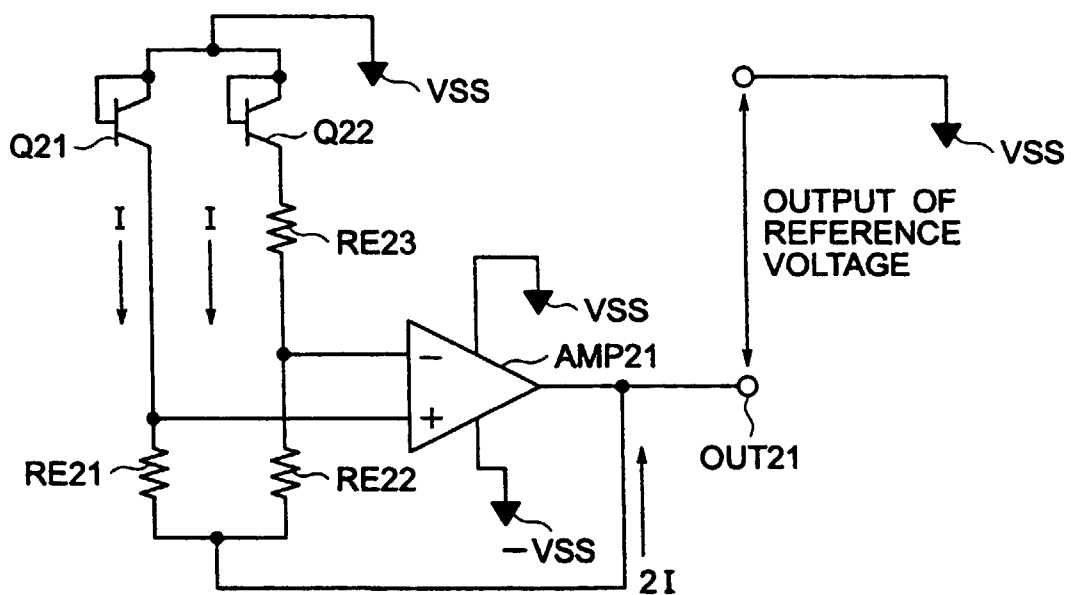 VSS
Q21
Q22
VSS
I
I
RE23
OUTPUT OF
REFERENCE
VOLTAGE
VSS
−
AMP21
+
OUT21
RE21
RE22
−VSS
2I